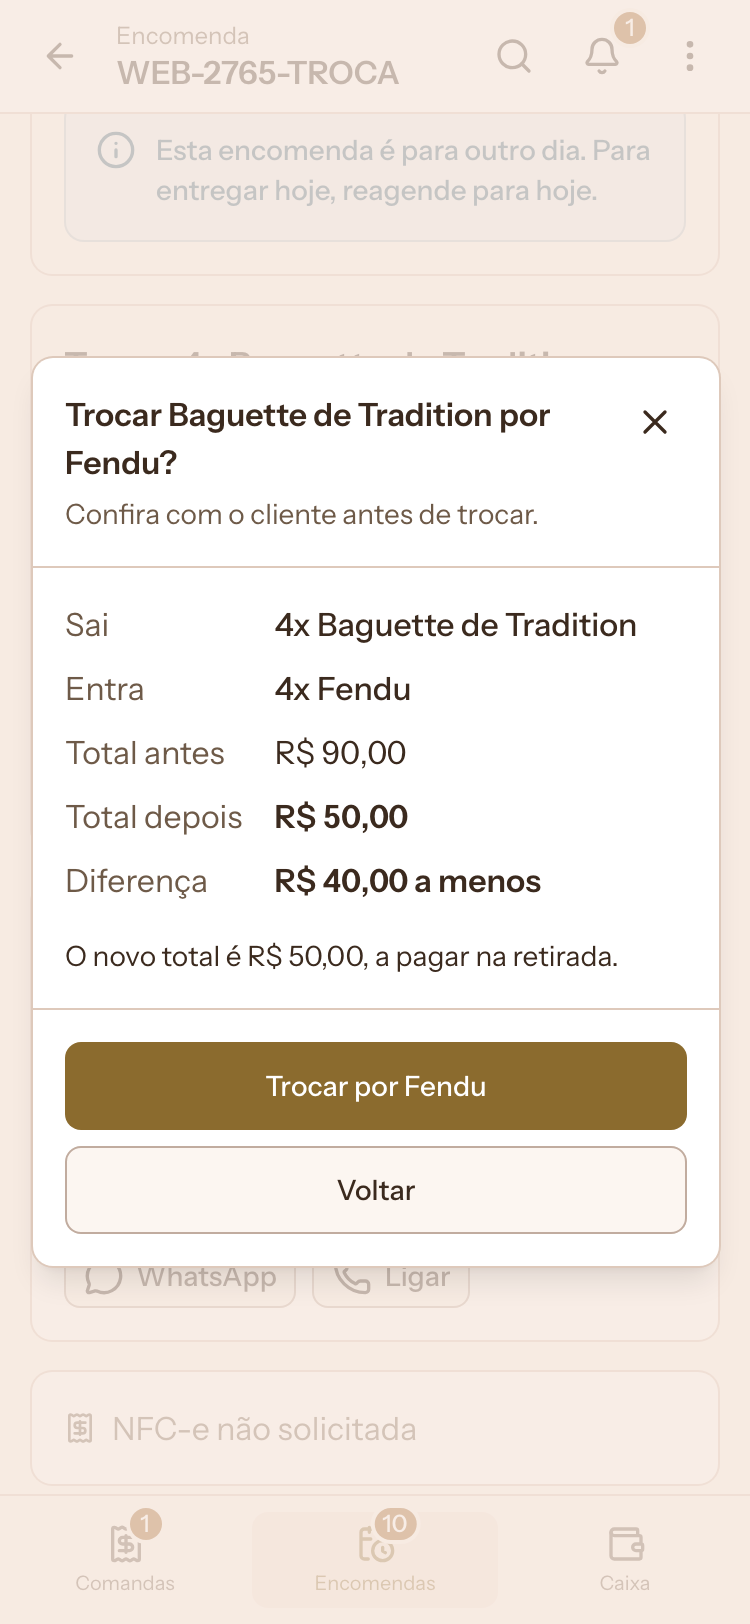 Encomenda
WEB-2765-TROCA
1
Esta encomenda é para outro dia. Para
entregar hoje, reagende para hoje.
Trocar Baguette de Tradition por
Fendu?
Confira com o cliente antes de trocar.
Sai 4x Baguette de Tradition
Entra 4x Fendu
Total antes R$ 90,00
Total depois R$ 50,00
Diferença R$ 40,00 a menos
O novo total é R$ 50,00, a pagar na retirada.
Trocar por Fendu
Voltar
WhatsApp Ligar
NFC-e não solicitada
1 10
Comandas Encomendas Caixa